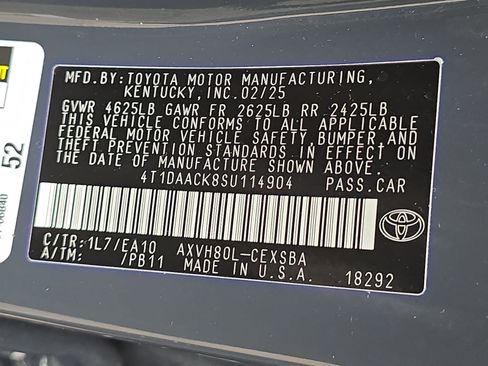 MFD.BY:TOYOTA MOTOR MANUFACTURING,
KENTUCKY,INC.02/25
GVWR 4625LB GAWR FR 2625LB RR 2425LB
THIS VEHICLE CONFORMS TO ALL APPLICABLE
FEDERAL MOTOR VEHICLE SAFETY,BUMPER,AND
THEFT PREVENTION STANDARDS IN EFFECT ON
THE DATE OF MANUFACTURE SHOWN ABOVE.
4T1DAACK8SU114904 PASS.CAR
C/TR:1L7/EA10 AXVH80L-CEXSBA
A/TM: /PB11 MADE IN U.S.A. 18292
52